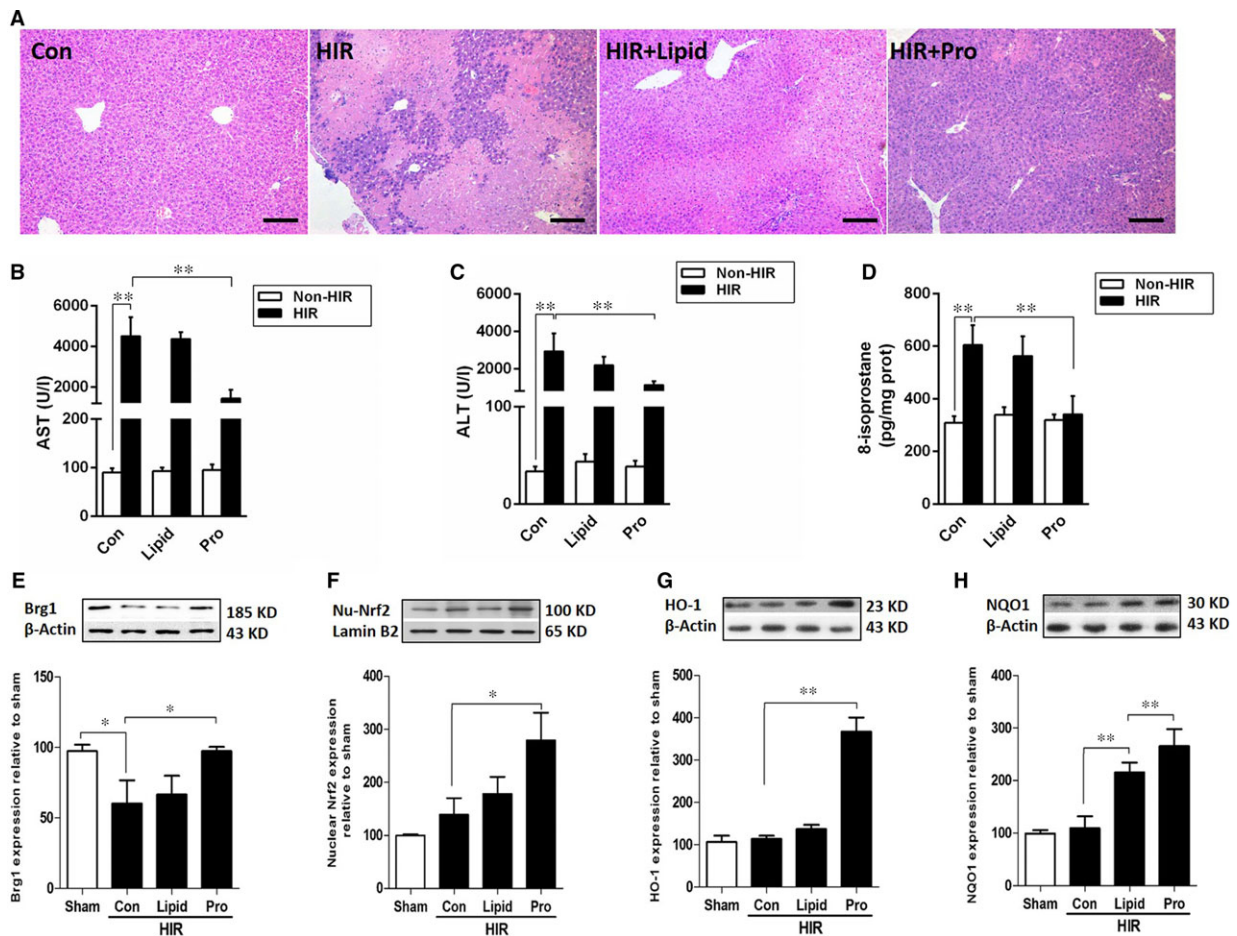 A
Con
HIR
HIR+Lipid
HIR+Pro
B
**
**
Non-HIR
HIR
AST (U/l)
6000
4000
2000
200
100
0
Con
Lipid
Pro
C
**
**
Non-HIR
HIR
ALT (U/l)
6000
4000
2000
0
100
0
Con
Lipid
Pro
D
**
**
Non-HIR
HIR
8-isoprostane
(pg/mg prot)
800
600
400
200
0
Con
Lipid
Pro
E
Brg1
185 KD
β-Actin
43 KD
Brg1 expression relative to sham
150
100
50
0
*
*
Sham
Con
Lipid
Pro
HIR
F
Nu-Nrf2
100 KD
Lamin B2
65 KD
Nuclear Nrf2 expression
relative to sham
400
300
200
100
0
*
Sham
Con
Lipid
Pro
HIR
G
HO-1
23 KD
β-Actin
43 KD
HO-1 expression relative to sham
500
400
300
200
100
0
**
Sham
Con
Lipid
Pro
HIR
H
NQO1
30 KD
β-Actin
43 KD
NQO1 expression relative to sham
400
300
200
100
0
**
**
Sham
Con
Lipid
Pro
HIR